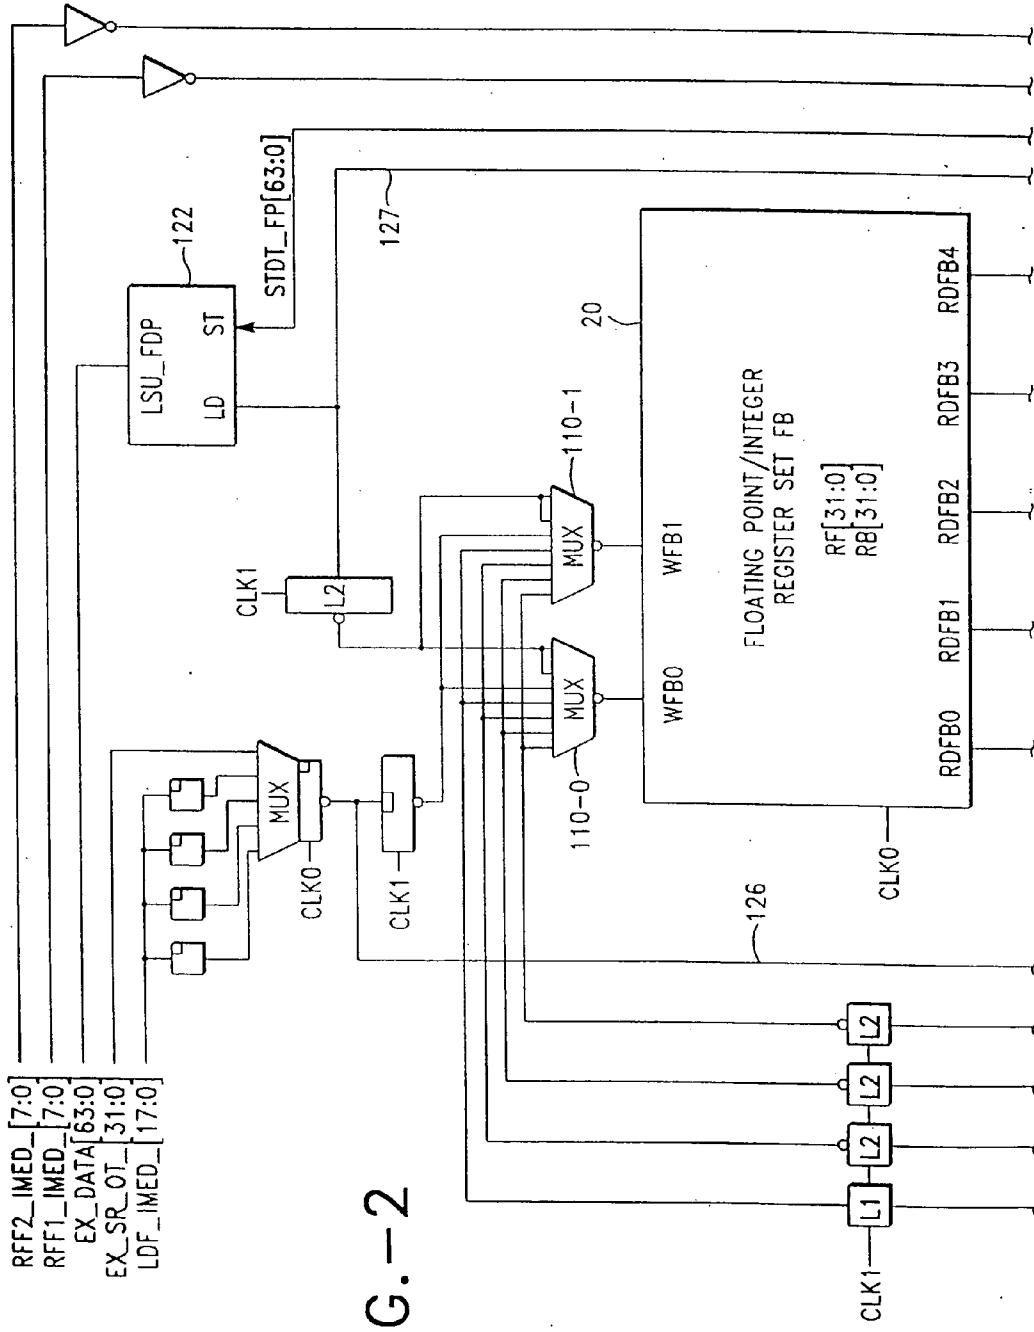 RFF2_IMED_[7:0]
RFF1_IMED_[7:0]
EX_DATA[63:0]
EX_SR_OT_[31:0]
LDF_IMED_[17:0]
122
LSU_FDP
LD
ST
STDT_FP[63:0]
127
CLK1
L2
MUX
CLK0
CLK1
110-1
MUX
MUX
110-0
WFB0
WFB1
20
FLOATING POINT/INTEGER
REGISTER SET FB
RF[31:0]
RB[31:0]
RDFB0
RDFB1
RDFB2
RDFB3
RDFB4
CLK0
126
L2
L2
L2
L1
CLK1
G.-2